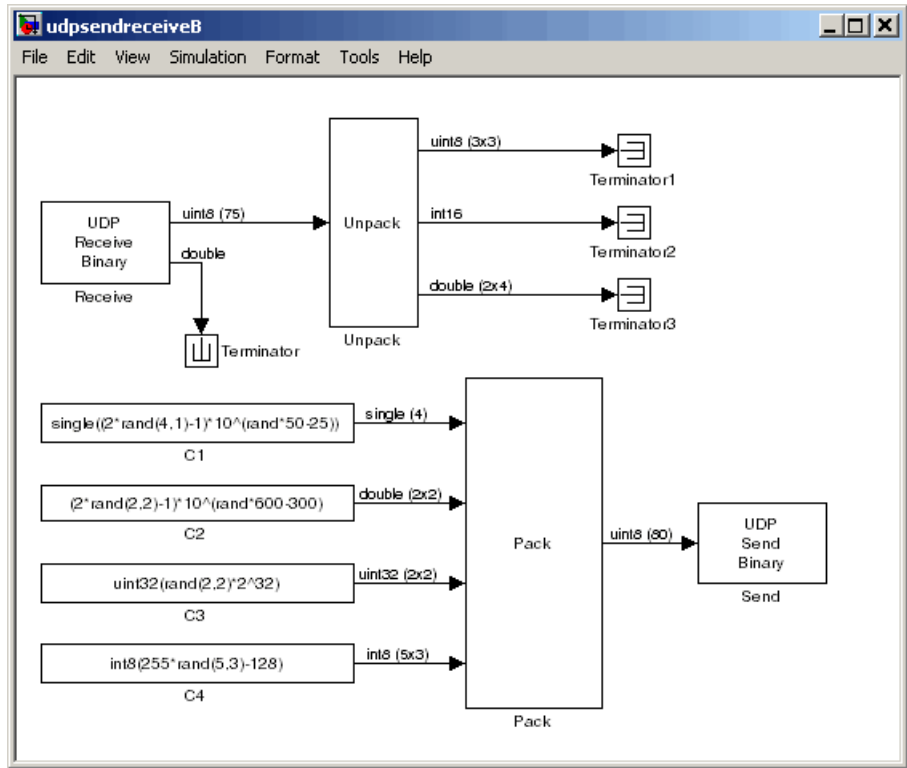 udpsendreceiveB
File Edit View Simulation Format Tools Help
uint8 (3x3)
Terminator1
UDP
Receive
Binary
Receive
uint8 (75)
double
Terminator
Unpack
Unpack
int16
Terminator2
double (2x4)
Terminator3
single((2*rand(4,1)-1)*10^(rand*50-25))
C1
single (4)
(2*rand(2,2)-1)*10^(rand*600-300)
C2
double (2x2)
uint32(rand(2,2)*2^32)
C3
uint32 (2x2)
int8(255*rand(5,3)-128)
C4
int8 (5x3)
Pack
Pack
uint8 (80)
UDP
Send
Binary
Send